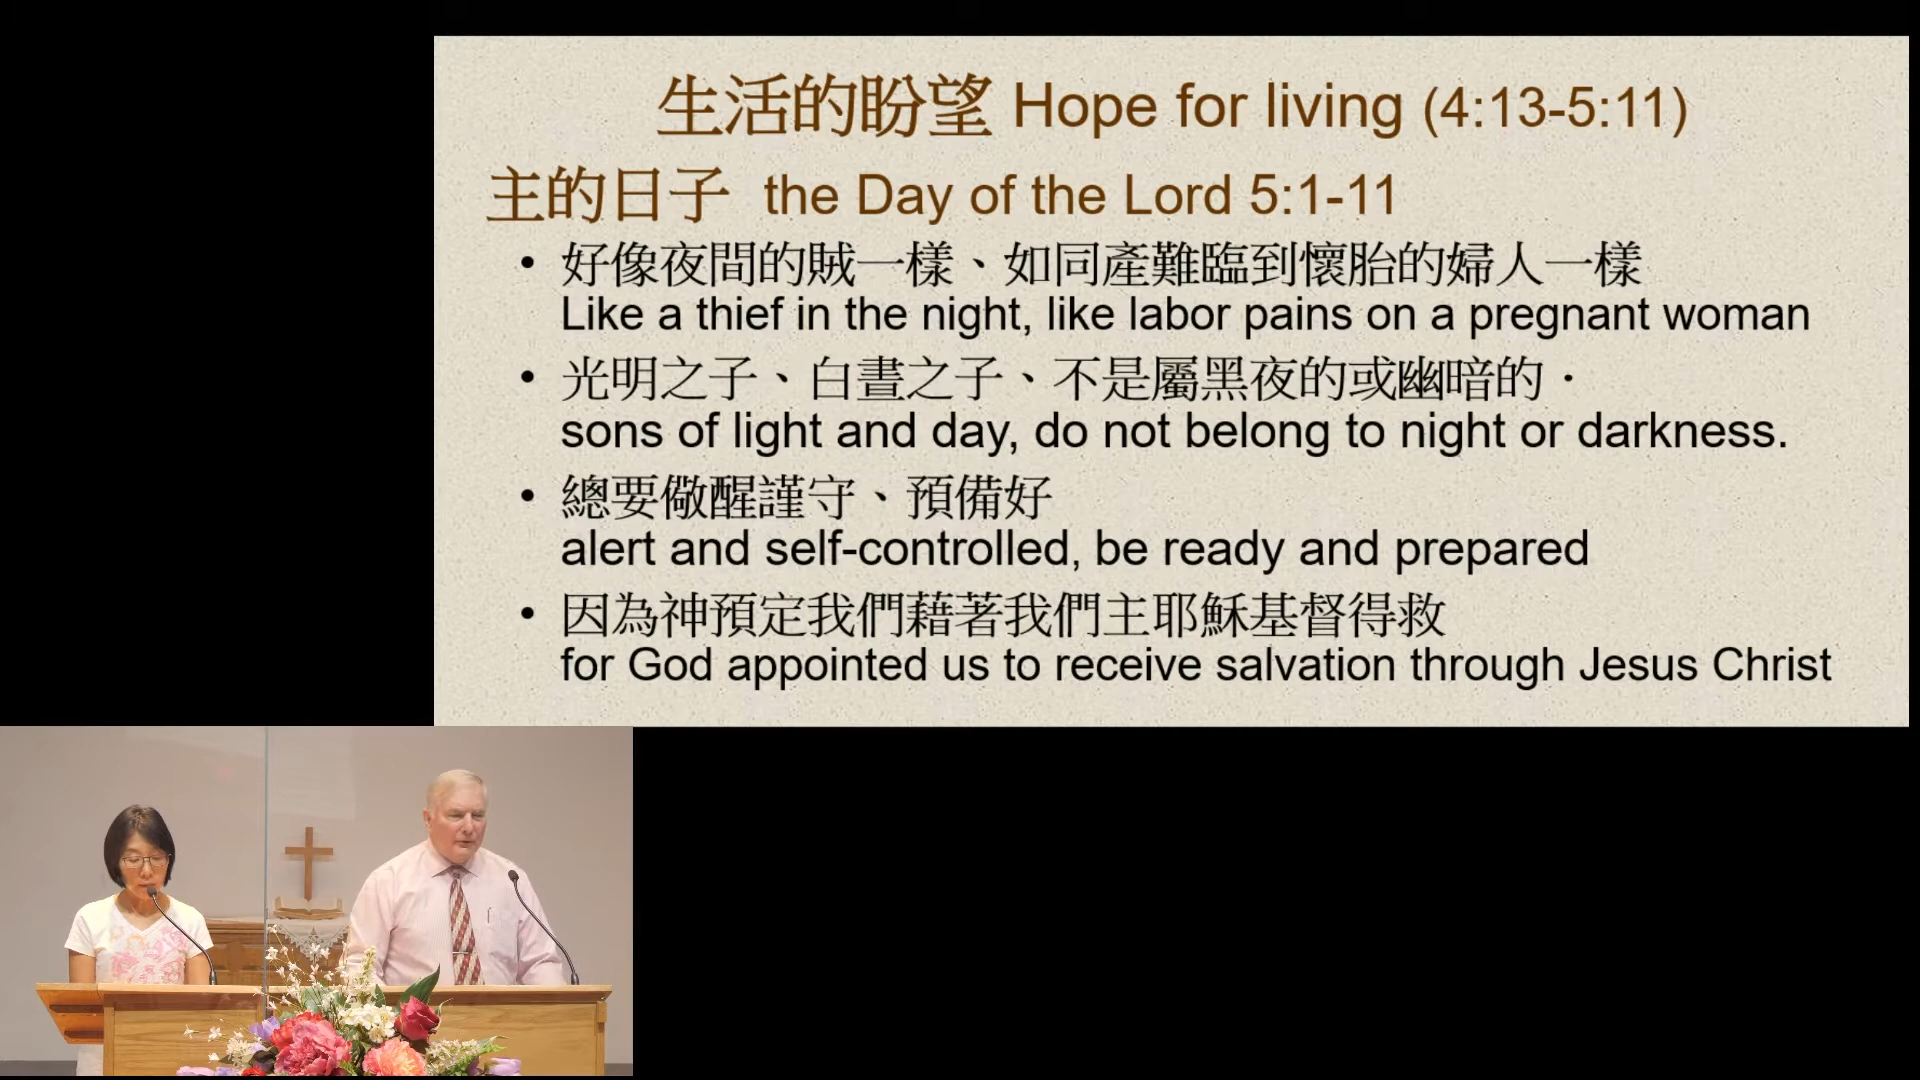 生活的盼望 Hope for living (4:13-5:11)
主的日子 the Day of the Lord 5:1-11
• 好像夜間的賊一樣、如同產難臨到懷胎的婦人一樣
Like a thief in the night, like labor pains on a pregnant woman
• 光明之子、白晝之子、不是屬黑夜的或幽暗的．
sons of light and day, do not belong to night or darkness.
• 總要儆醒謹守、預備好
alert and self-controlled, be ready and prepared
• 因為神預定我們藉著我們主耶穌基督得救
for God appointed us to receive salvation through Jesus Christ